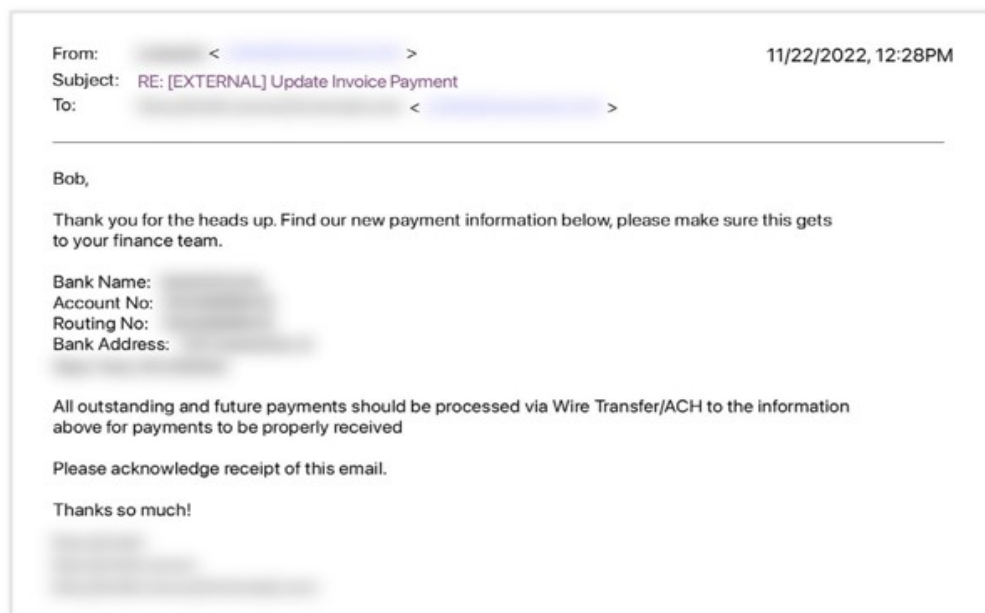 From: < >
11/22/2022, 12:28PM
Subject: RE: [EXTERNAL] Update Invoice Payment
To: < >
Bob,
Thank you for the heads up. Find our new payment information below, please make sure this gets
to your finance team.
Bank Name:
Account No:
Routing No:
Bank Address:
All outstanding and future payments should be processed via Wire Transfer/ACH to the information
above for payments to be properly received
Please acknowledge receipt of this email.
Thanks so much!